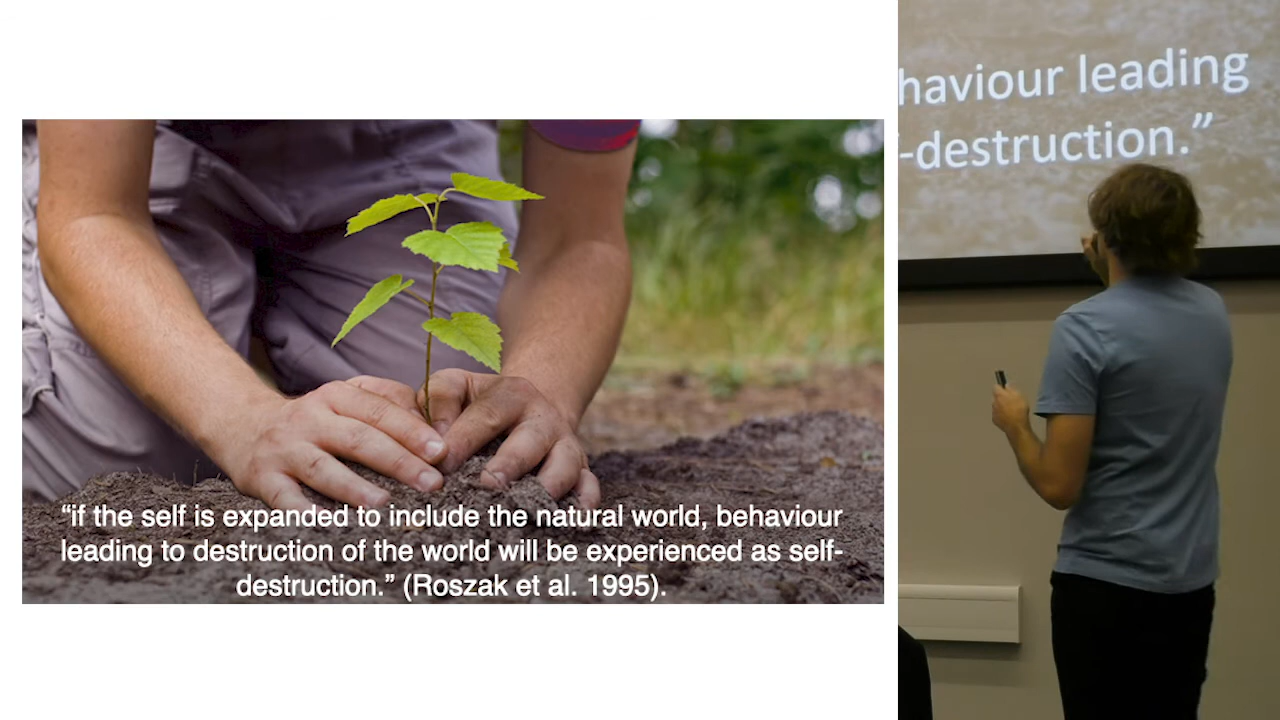 “if the self is expanded to include the natural world, behaviour
leading to destruction of the world will be experienced as self-
destruction.” (Roszak et al. 1995).
haviour leading
-destruction.”